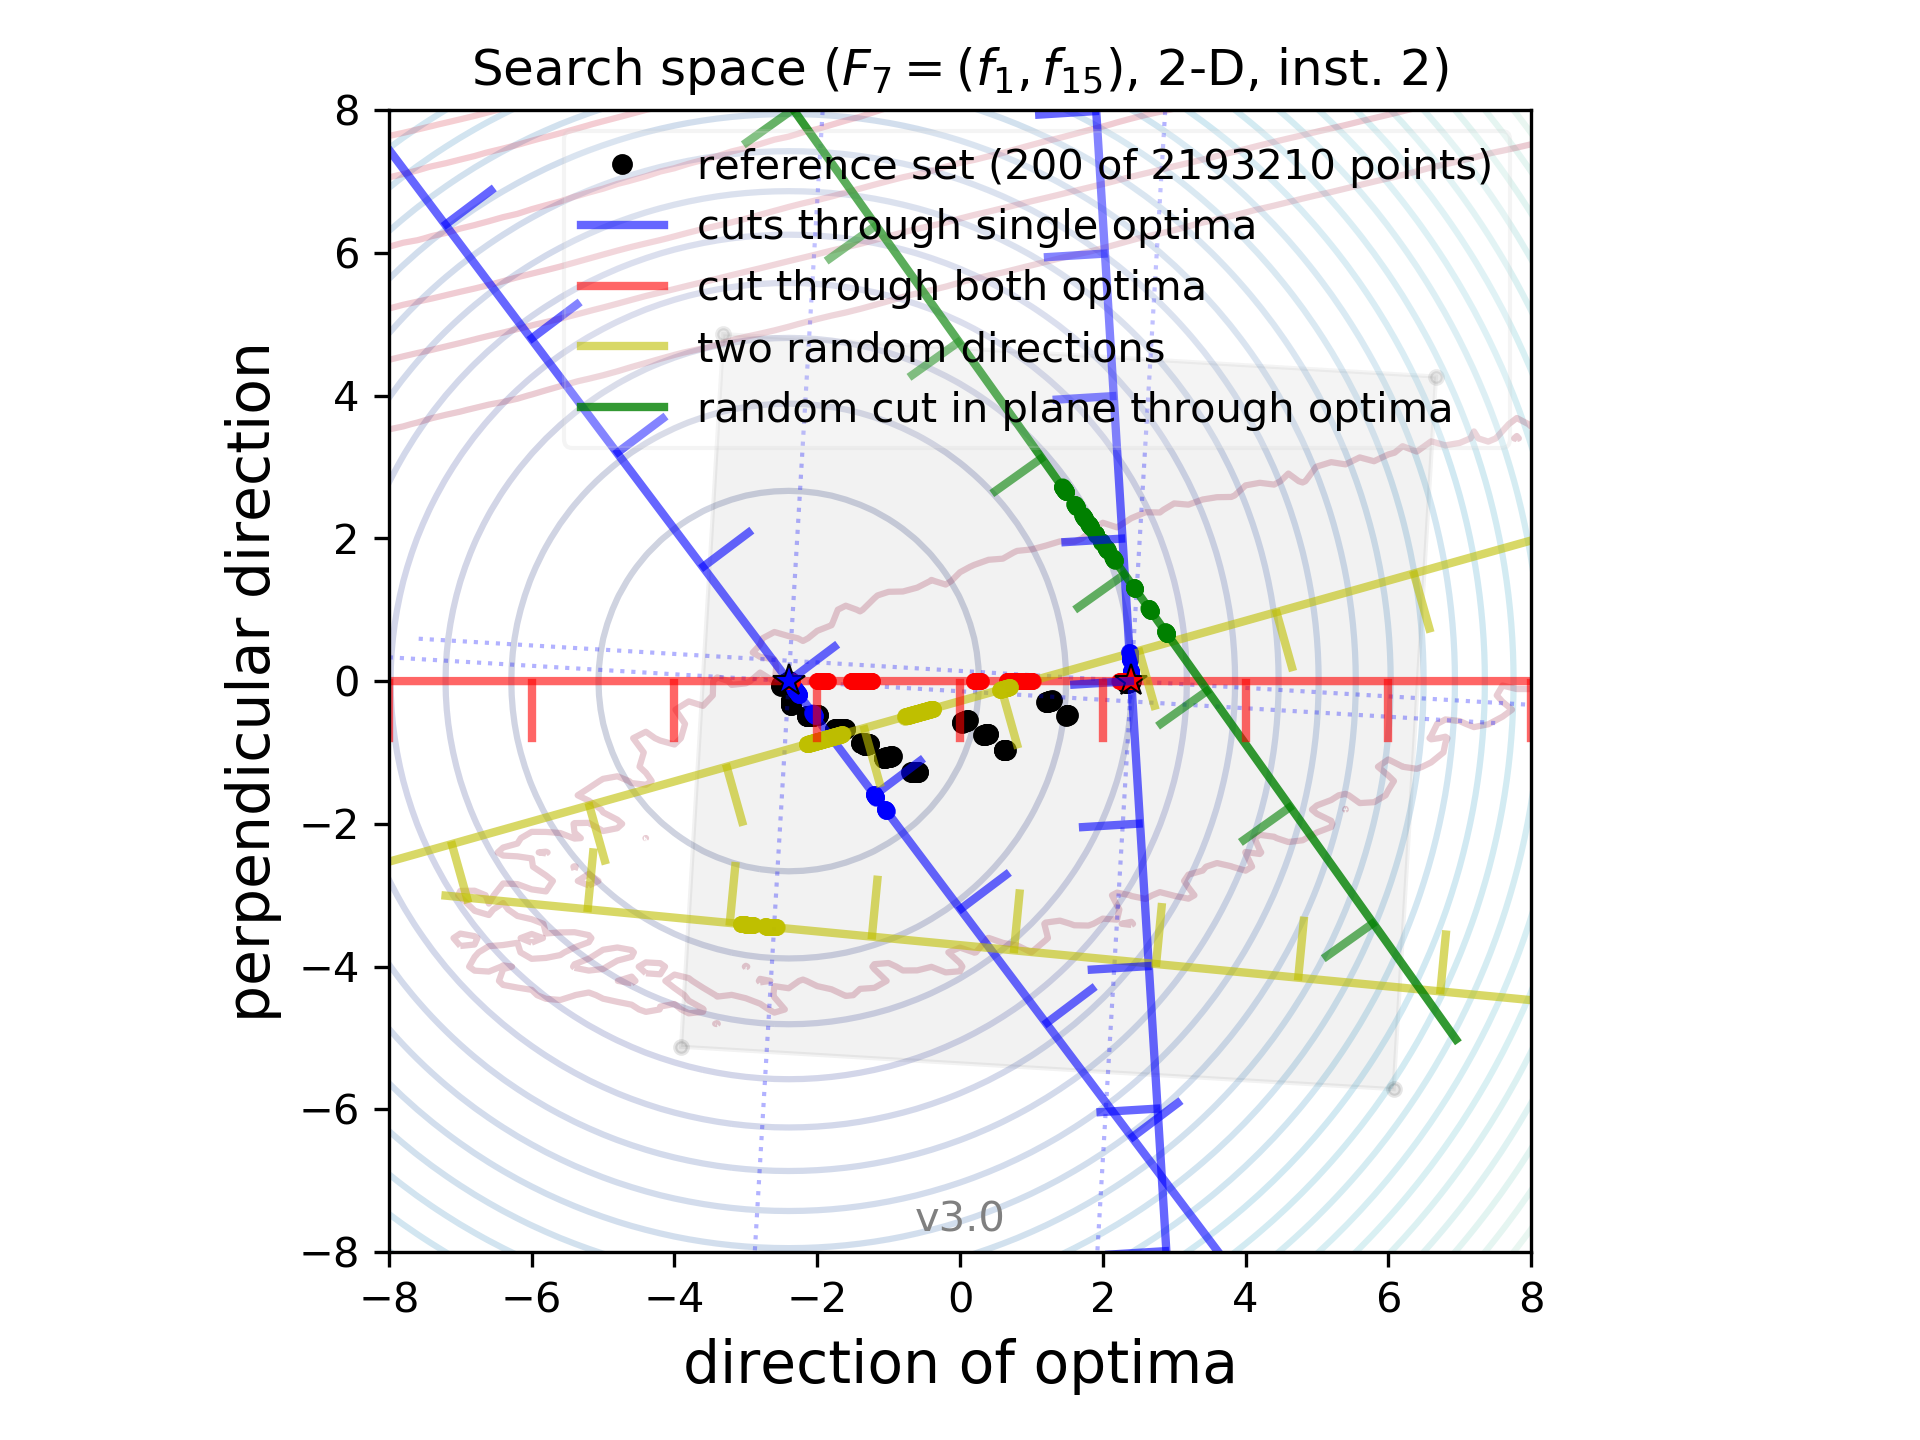 Search space (F₇ = (f₁, f₁₅), 2-D, inst. 2)
reference set (200 of 2193210 points)
cuts through single optima
cut through both optima
two random directions
random cut in plane through optima
8
6
4
2
0
−2
−4
−6
−8
perpendicular direction
v3.0
−8 −6 −4 −2 0 2 4 6 8
direction of optima